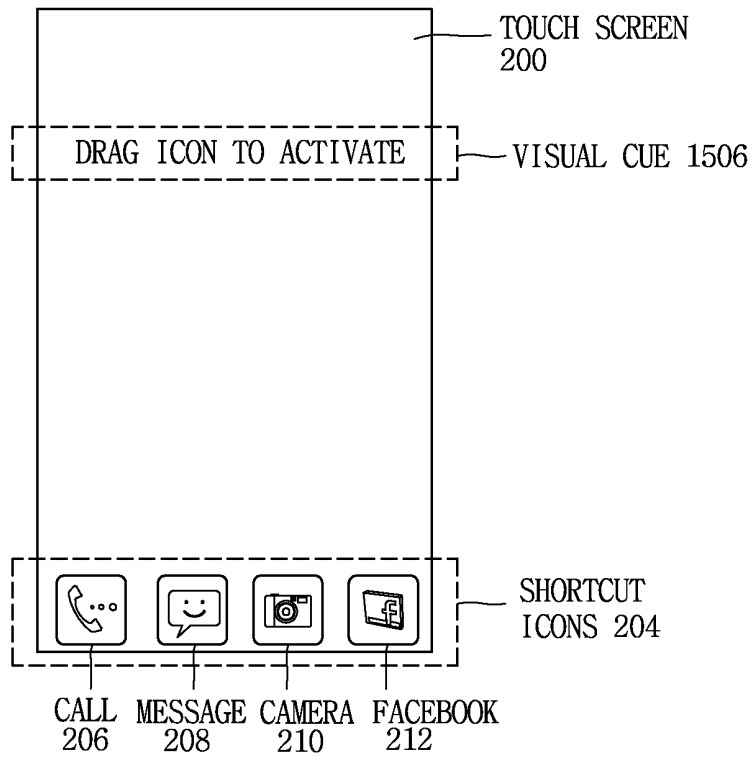 TOUCH SCREEN
200
DRAG ICON TO ACTIVATE
VISUAL CUE 1506
SHORTCUT
ICONS 204
f
CALL MESSAGE CAMERA FACEBOOK
206 208 210 212